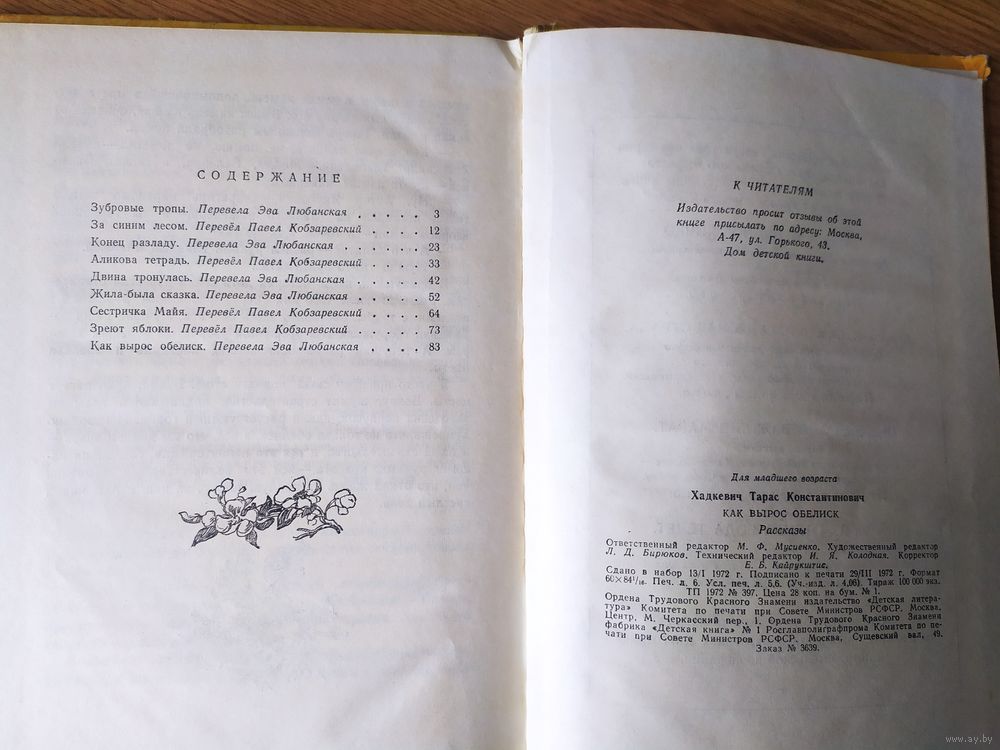 СОДЕРЖАНИЕ
Зубровые тропы. Перевела Эва Любанская . . . . . 3
За синим лесом. Перевёл Павел Кобзаревский . . . . 12
Конец разладу. Перевела Эва Любанская . . . . . 23
Аликова тетрадь. Перевёл Павел Кобзаревский . . . . 33
Двина тронулась. Перевела Эва Любанская . . . . 42
Жила-была сказка. Перевела Эва Любанская . . . . . 52
Сестричка Майя. Перевёл Павел Кобзаревский . . . . 64
Зреют яблоки. Перевёл Павел Кобзаревский . . . . . 73
Как вырос обелиск. Перевела Эва Любанская . . . . 83
К ЧИТАТЕЛЯМ
Издательство просит отзывы об этой
книге присылать по адресу: Москва,
А-47, ул. Горького, 43.
Дом детской книги.
Для младшего возраста
Хадкевич Тарас Константинович
КАК ВЫРОС ОБЕЛИСК
Рассказы
Ответственный редактор М. Ф. Мусиенко. Художественный редактор
Л. Д. Бирюков. Технический редактор И. Я. Колодная. Корректор
Е. Б. Кайрукштис.
Сдано в набор 13/I 1972 г. Подписано к печати 29/III 1972 г. Формат
60×84¹/₁₆. Печ. л. 6. Усл. печ. л. 5,6. (Уч.-изд. л. 4,06). Тираж 100 000 экз.
ТП 1972 № 397. Цена 28 коп. на бум. № 1.
Ордена Трудового Красного Знамени издательство «Детская литера-
тура» Комитета по печати при Совете Министров РСФСР. Москва,
Центр, М. Черкасский пер., 1. Ордена Трудового Красного Знамени
фабрика «Детская книга» № 1 Росглавполиграфпрома Комитета по пе-
чати при Совете Министров РСФСР. Москва, Сущевский вал, 49.
Заказ № 3639.
www.ay.by